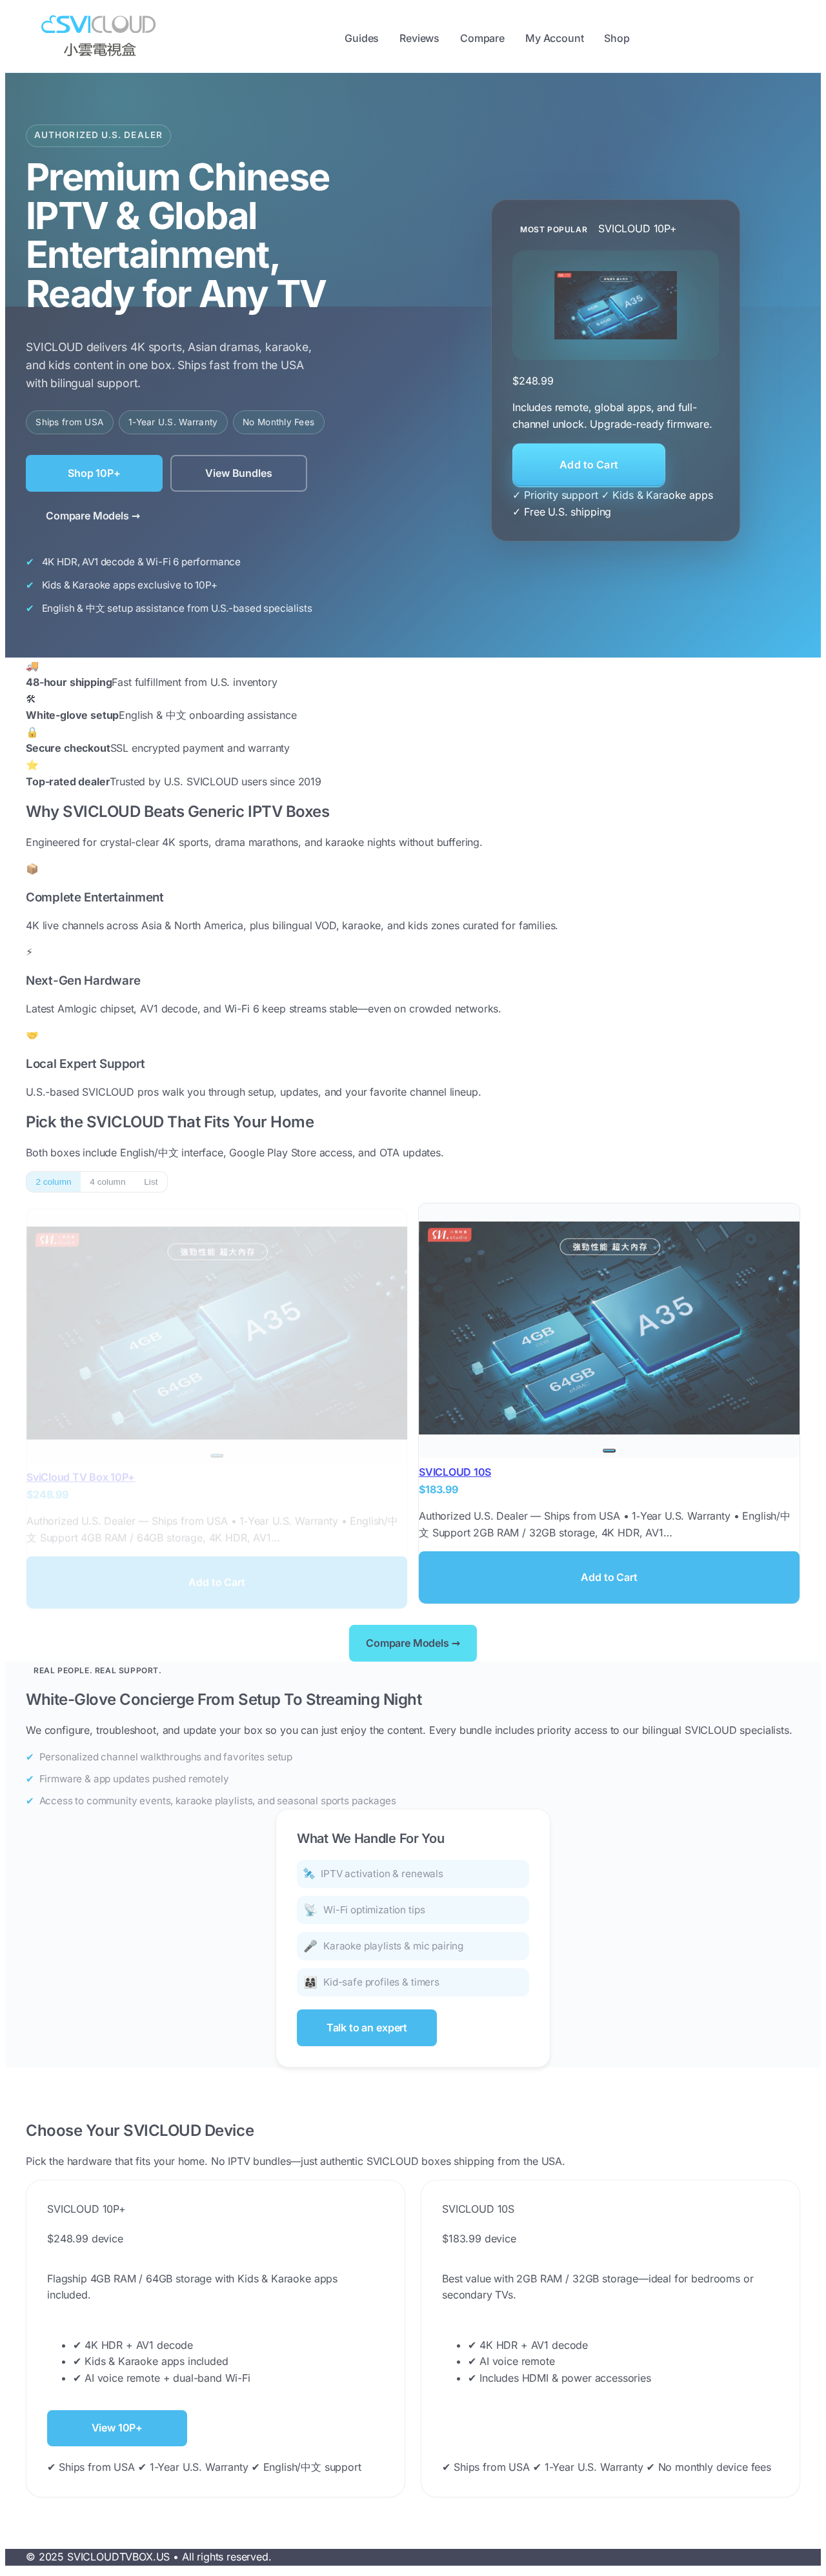 SVICLOUD
小雲電視盒
Guides Reviews Compare My Account Shop
AUTHORIZED U.S. DEALER
Premium Chinese
IPTV & Global
Entertainment,
Ready for Any TV
SVICLOUD delivers 4K sports, Asian dramas, karaoke,
and kids content in one box. Ships fast from the USA
with bilingual support.
Ships from USA 1-Year U.S. Warranty No Monthly Fees
Shop 10P+ View Bundles
Compare Models →
✔ 4K HDR, AV1 decode & Wi-Fi 6 performance
✔ Kids & Karaoke apps exclusive to 10P+
✔ English & 中文 setup assistance from U.S.-based specialists
MOST POPULAR SVICLOUD 10P+
強勁性能 超大內存
A35
4GB
64GB
$248.99
Includes remote, global apps, and full-
channel unlock. Upgrade-ready firmware.
Add to Cart
✓ Priority support ✓ Kids & Karaoke apps
✓ Free U.S. shipping
🚚
48-hour shippingFast fulfillment from U.S. inventory
🛠
White-glove setupEnglish & 中文 onboarding assistance
🔒
Secure checkoutSSL encrypted payment and warranty
⭐
Top-rated dealerTrusted by U.S. SVICLOUD users since 2019
Why SVICLOUD Beats Generic IPTV Boxes
Engineered for crystal-clear 4K sports, drama marathons, and karaoke nights without buffering.
📦
Complete Entertainment
4K live channels across Asia & North America, plus bilingual VOD, karaoke, and kids zones curated for families.
⚡
Next-Gen Hardware
Latest Amlogic chipset, AV1 decode, and Wi-Fi 6 keep streams stable—even on crowded networks.
🤝
Local Expert Support
U.S.-based SVICLOUD pros walk you through setup, updates, and your favorite channel lineup.
Pick the SVICLOUD That Fits Your Home
Both boxes include English/中文 interface, Google Play Store access, and OTA updates.
2 column 4 column List
強勁性能 超大內存
A35
4GB
64GB
SviCloud TV Box 10P+
$248.99
Authorized U.S. Dealer — Ships from USA • 1-Year U.S. Warranty • English/中
文 Support 4GB RAM / 64GB storage, 4K HDR, AV1...
Add to Cart
強勁性能 超大內存
A35
4GB
64GB
SVICLOUD 10S
$183.99
Authorized U.S. Dealer — Ships from USA • 1-Year U.S. Warranty • English/中
文 Support 2GB RAM / 32GB storage, 4K HDR, AV1...
Add to Cart
Compare Models →
REAL PEOPLE. REAL SUPPORT.
White-Glove Concierge From Setup To Streaming Night
We configure, troubleshoot, and update your box so you can just enjoy the content. Every bundle includes priority access to our bilingual SVICLOUD specialists.
✔ Personalized channel walkthroughs and favorites setup
✔ Firmware & app updates pushed remotely
✔ Access to community events, karaoke playlists, and seasonal sports packages
What We Handle For You
🛰 IPTV activation & renewals
📡 Wi-Fi optimization tips
🎤 Karaoke playlists & mic pairing
👨‍👩‍👧 Kid-safe profiles & timers
Talk to an expert
Choose Your SVICLOUD Device
Pick the hardware that fits your home. No IPTV bundles—just authentic SVICLOUD boxes shipping from the USA.
SVICLOUD 10P+
$248.99 device
Flagship 4GB RAM / 64GB storage with Kids & Karaoke apps
included.
• ✔ 4K HDR + AV1 decode
• ✔ Kids & Karaoke apps included
• ✔ AI voice remote + dual-band Wi-Fi
View 10P+
✔ Ships from USA ✔ 1-Year U.S. Warranty ✔ English/中文 support
SVICLOUD 10S
$183.99 device
Best value with 2GB RAM / 32GB storage—ideal for bedrooms or
secondary TVs.
• ✔ 4K HDR + AV1 decode
• ✔ AI voice remote
• ✔ Includes HDMI & power accessories
✔ Ships from USA ✔ 1-Year U.S. Warranty ✔ No monthly device fees
© 2025 SVICLOUDTVBOX.US • All rights reserved.